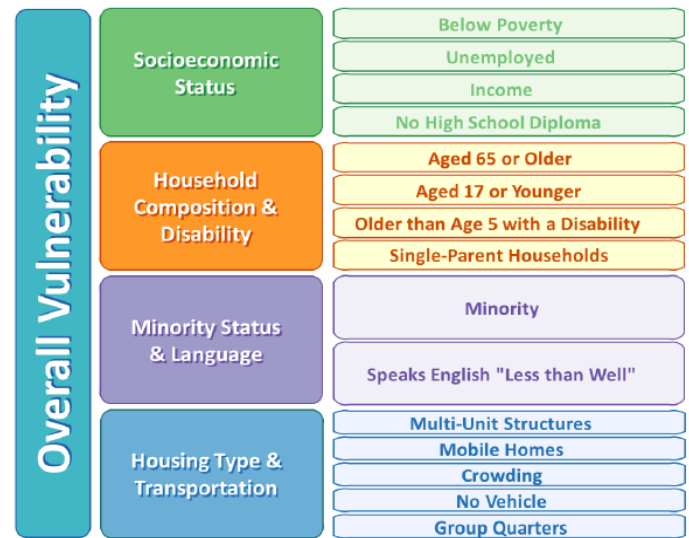 Overall Vulnerability
Socioeconomic
Status
Below Poverty
Unemployed
Income
No High School Diploma
Household
Composition &
Disability
Aged 65 or Older
Aged 17 or Younger
Older than Age 5 with a Disability
Single-Parent Households
Minority Status
& Language
Minority
Speaks English "Less than Well"
Housing Type &
Transportation
Multi-Unit Structures
Mobile Homes
Crowding
No Vehicle
Group Quarters